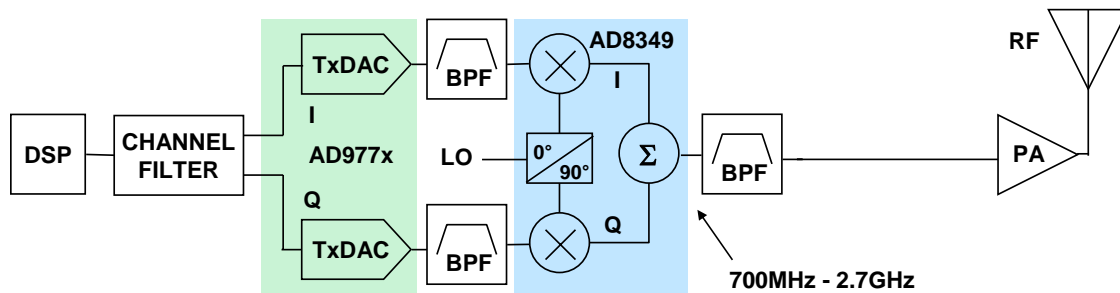 DSP
CHANNEL
FILTER
TxDAC
I
AD977x
Q
TxDAC
BPF
BPF
LO
AD8349
I
0°
90°
Σ
Q
BPF
700MHz - 2.7GHz
PA
RF